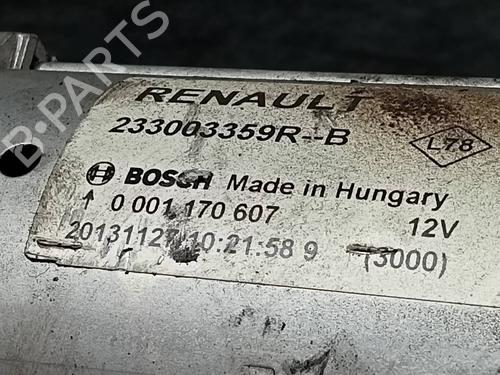 RENAULT
233003359R--B
L78
BOSCH Made in Hungary
0 001 170 607
12V
20131127 10:21:58 9
(3000)
B-PARTS